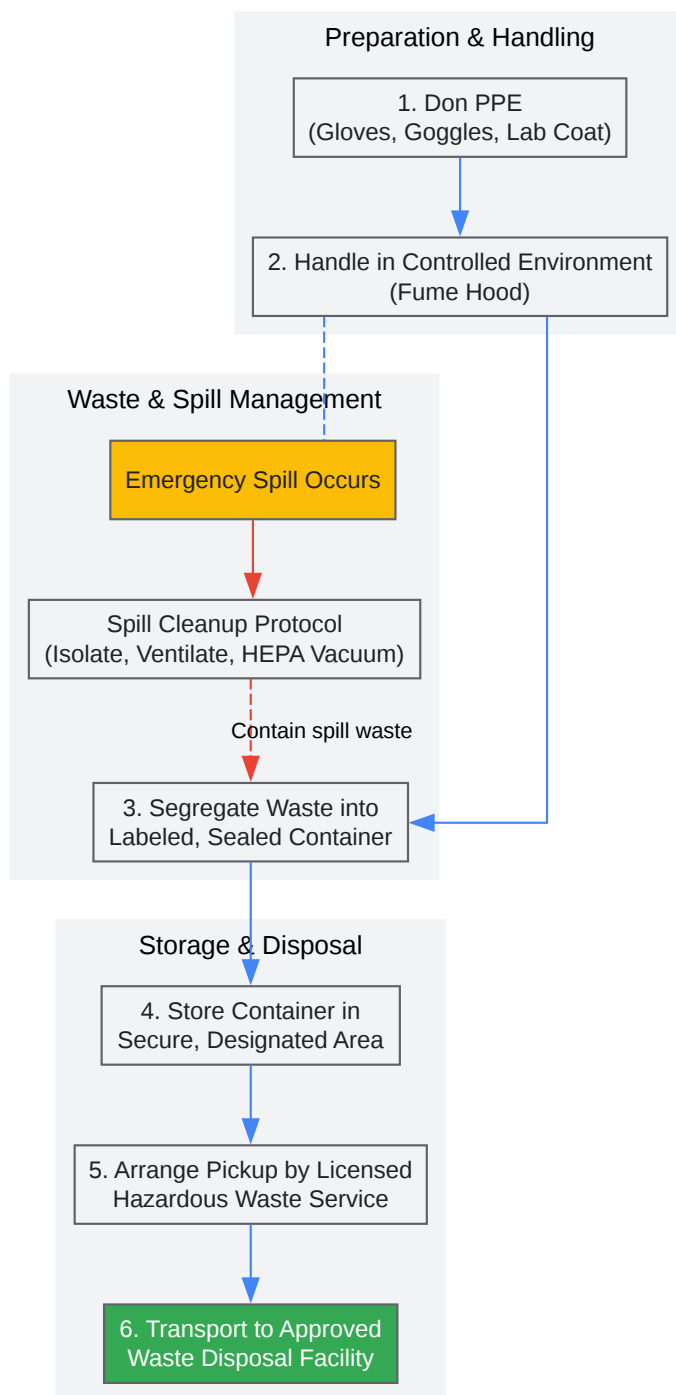 Preparation & Handling
1. Don PPE
(Gloves, Goggles, Lab Coat)
2. Handle in Controlled Environment
(Fume Hood)
Waste & Spill Management
Emergency Spill Occurs
Spill Cleanup Protocol
(Isolate, Ventilate, HEPA Vacuum)
Contain spill waste
3. Segregate Waste into
Labeled, Sealed Container
Storage & Disposal
4. Store Container in
Secure, Designated Area
5. Arrange Pickup by Licensed
Hazardous Waste Service
6. Transport to Approved
Waste Disposal Facility